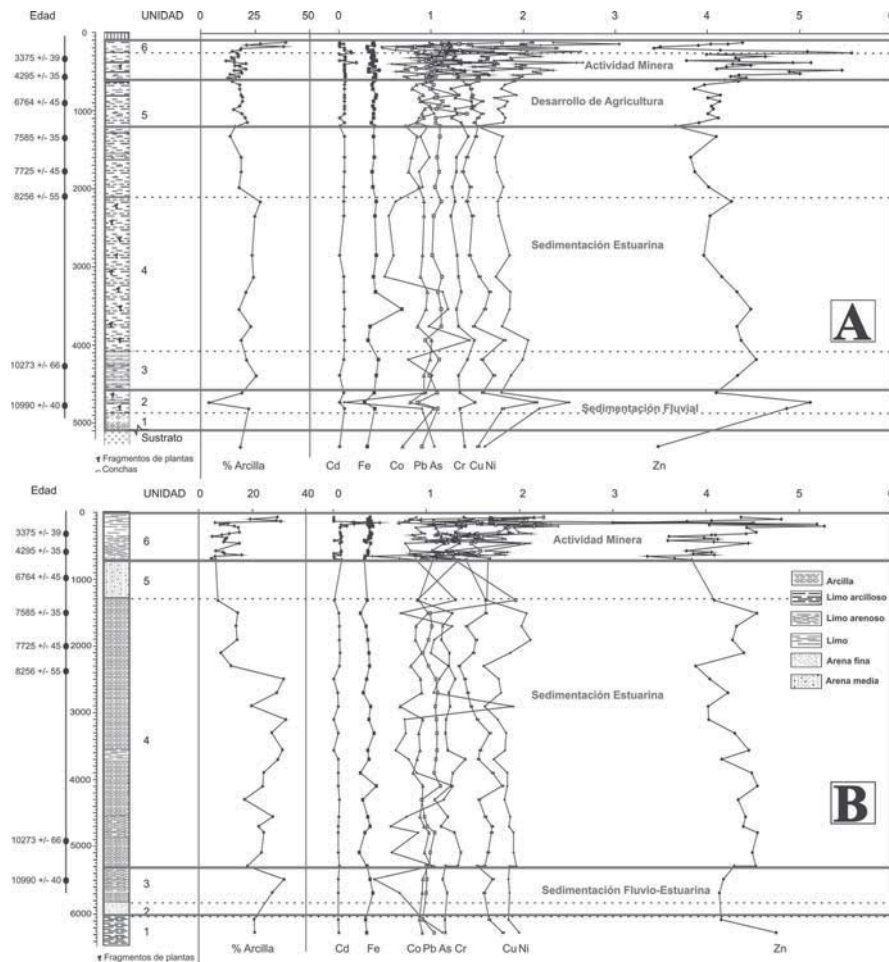 Edad UNIDAD 0 25 50 0 1 2 3 4 5 6
0
6
3375 +/- 39
Actividad Minera
4295 +/- 35
6764 +/- 45
Desarrollo de Agricultura
1000
5
7585 +/- 35
7725 +/- 45
2000
8256 +/- 55
Sedimentación Estuarina
4
3000
A
4000
10273 +/- 66
3
2
10990 +/- 40
Sedimentación Fluvial
1
5000
Sustrato
Fragmentos de plantas
Conchas
% Arcilla Cd Fe Co Pb As Cr Cu Ni Zn
Edad UNIDAD 0 20 40 0 1 2 3 4 5 6
0
3375 +/- 39
6
Actividad Minera
4295 +/- 35
6764 +/- 45
1000
5
Arcilla
Limo arcilloso
7585 +/- 35
Limo arenoso
7725 +/- 45
2000
Limo
8256 +/- 55
Arena fina
Arena media
Sedimentación Estuarina
3000
4
4000
B
10273 +/- 66
5000
10990 +/- 40
3
Sedimentación Fluvio-Estuarina
2
6000
1
Fragmentos de plantas
% Arcilla Cd Fe Co Pb As Cr Cu Ni Zn